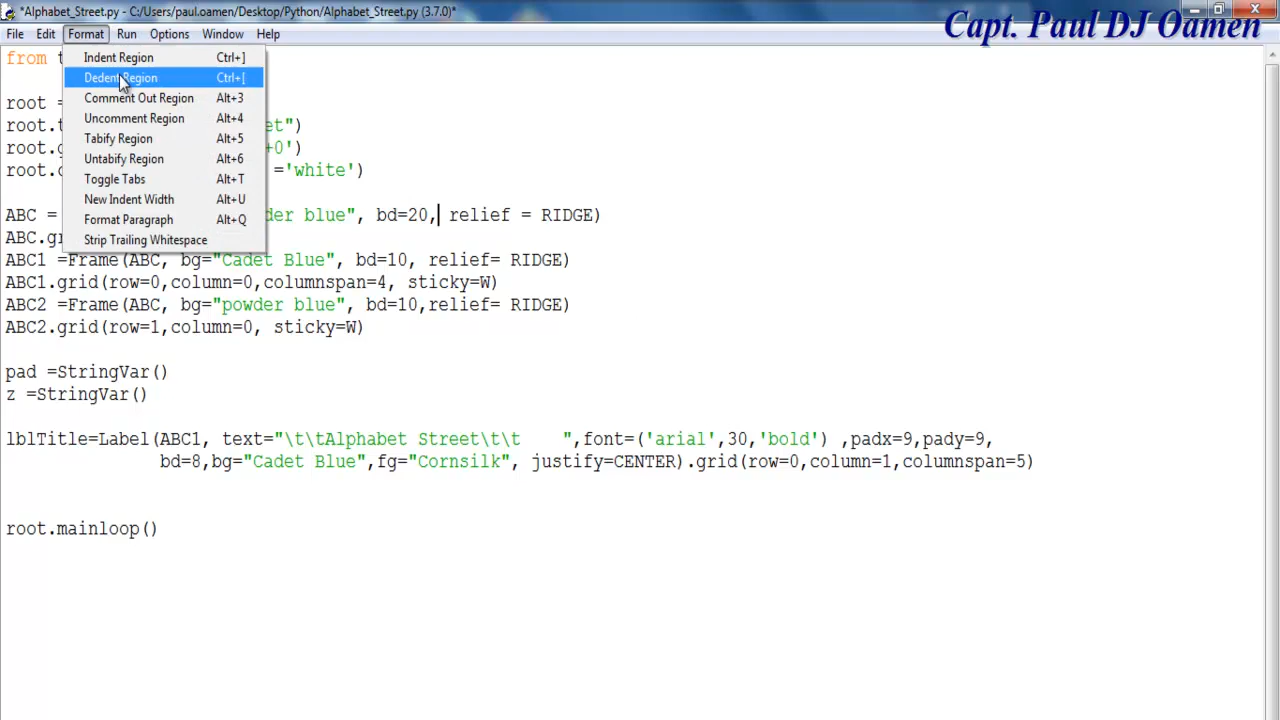 *Alphabet_Street.py - C:/Users/paul.oamen/Desktop/Python/Alphabet_Street.py (3.7.0)*
Capt. Paul DJ Oamen
File Edit Format Run Options Window Help
Indent Region Ctrl+]
Dedent Region Ctrl+[
Comment Out Region Alt+3
Uncomment Region Alt+4
Tabify Region Alt+5
Untabify Region Alt+6
Toggle Tabs Alt+T
New Indent Width Alt+U
Format Paragraph Alt+Q
Strip Trailing Whitespace
from
root =
root.t et")
root.g +0')
root.c ='white')
ABC = der blue", bd=20, relief = RIDGE)
ABC.gr
ABC1 =Frame(ABC, bg="Cadet Blue", bd=10, relief= RIDGE)
ABC1.grid(row=0,column=0,columnspan=4, sticky=W)
ABC2 =Frame(ABC, bg="powder blue", bd=10,relief= RIDGE)
ABC2.grid(row=1,column=0, sticky=W)
pad =StringVar()
z =StringVar()
lblTitle=Label(ABC1, text="\t\tAlphabet Street\t\t    ",font=('arial',30,'bold') ,padx=9,pady=9,
bd=8,bg="Cadet Blue",fg="Cornsilk", justify=CENTER).grid(row=0,column=1,columnspan=5)
root.mainloop()